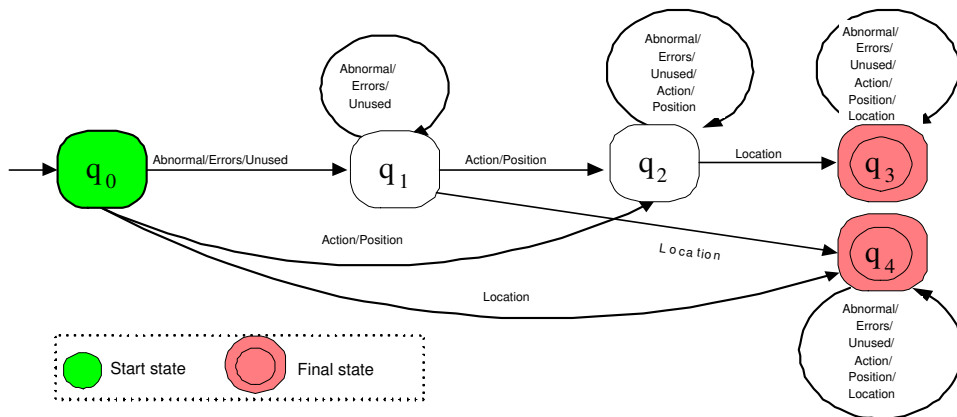 Abnormal/
Errors/
Unused
Abnormal/
Errors/
Unused/
Action/
Position
Abnormal/
Errors/
Unused/
Action/
Position/
Location
q0
Abnormal/Errors/Unused
q1
Action/Position
q2
Location
q3
Action/Position
Location
q4
Location
Abnormal/
Errors/
Unused/
Action/
Position/
Location
Start state
Final state